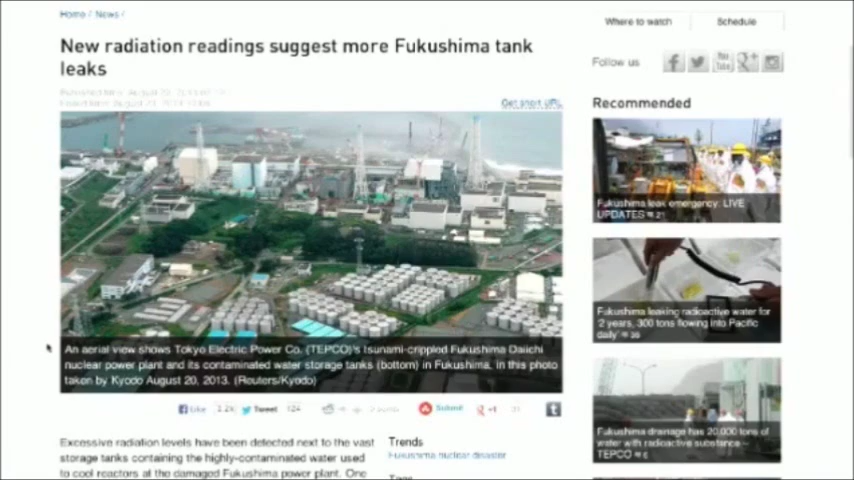 Home / News /
New radiation readings suggest more Fukushima tank
leaks
Get short URL
An aerial view shows Tokyo Electric Power Co. (TEPCO)'s tsunami-crippled Fukushima Daiichi
nuclear power plant and its contaminated water storage tanks (bottom) in Fukushima, in this photo
taken by Kyodo August 20, 2013. (Reuters/Kyodo)
Like
Tweet
124
Submit
+1
Excessive radiation levels have been detected next to the vast
storage tanks containing the highly-contaminated water used
to cool reactors at the damaged Fukushima power plant. One
Trends
Fukushima nuclear disaster
Tags
Where to watch
Schedule
Follow us
You
Tube
Recommended
Fukushima leak emergency: LIVE
UPDATES
Fukushima leaking radioactive water for
'2 years, 300 tons flowing into Pacific
daily'
Fukushima drainage has 20,000 tons of
water with radioactive substance –
TEPCO